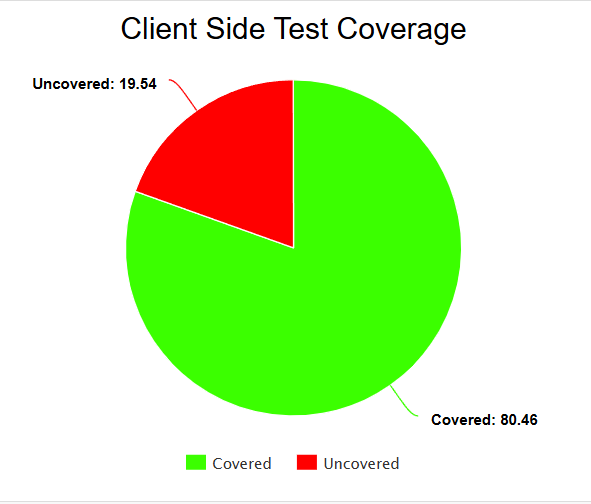 Client Side Test Coverage
Uncovered: 19.54
Covered: 80.46
Covered Uncovered